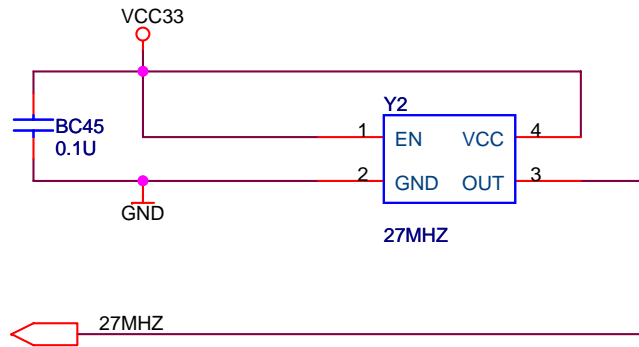 VCC33
BC45
0.1U
Y2
1 EN VCC 4
2 GND OUT 3
GND
27MHZ
27MHZ